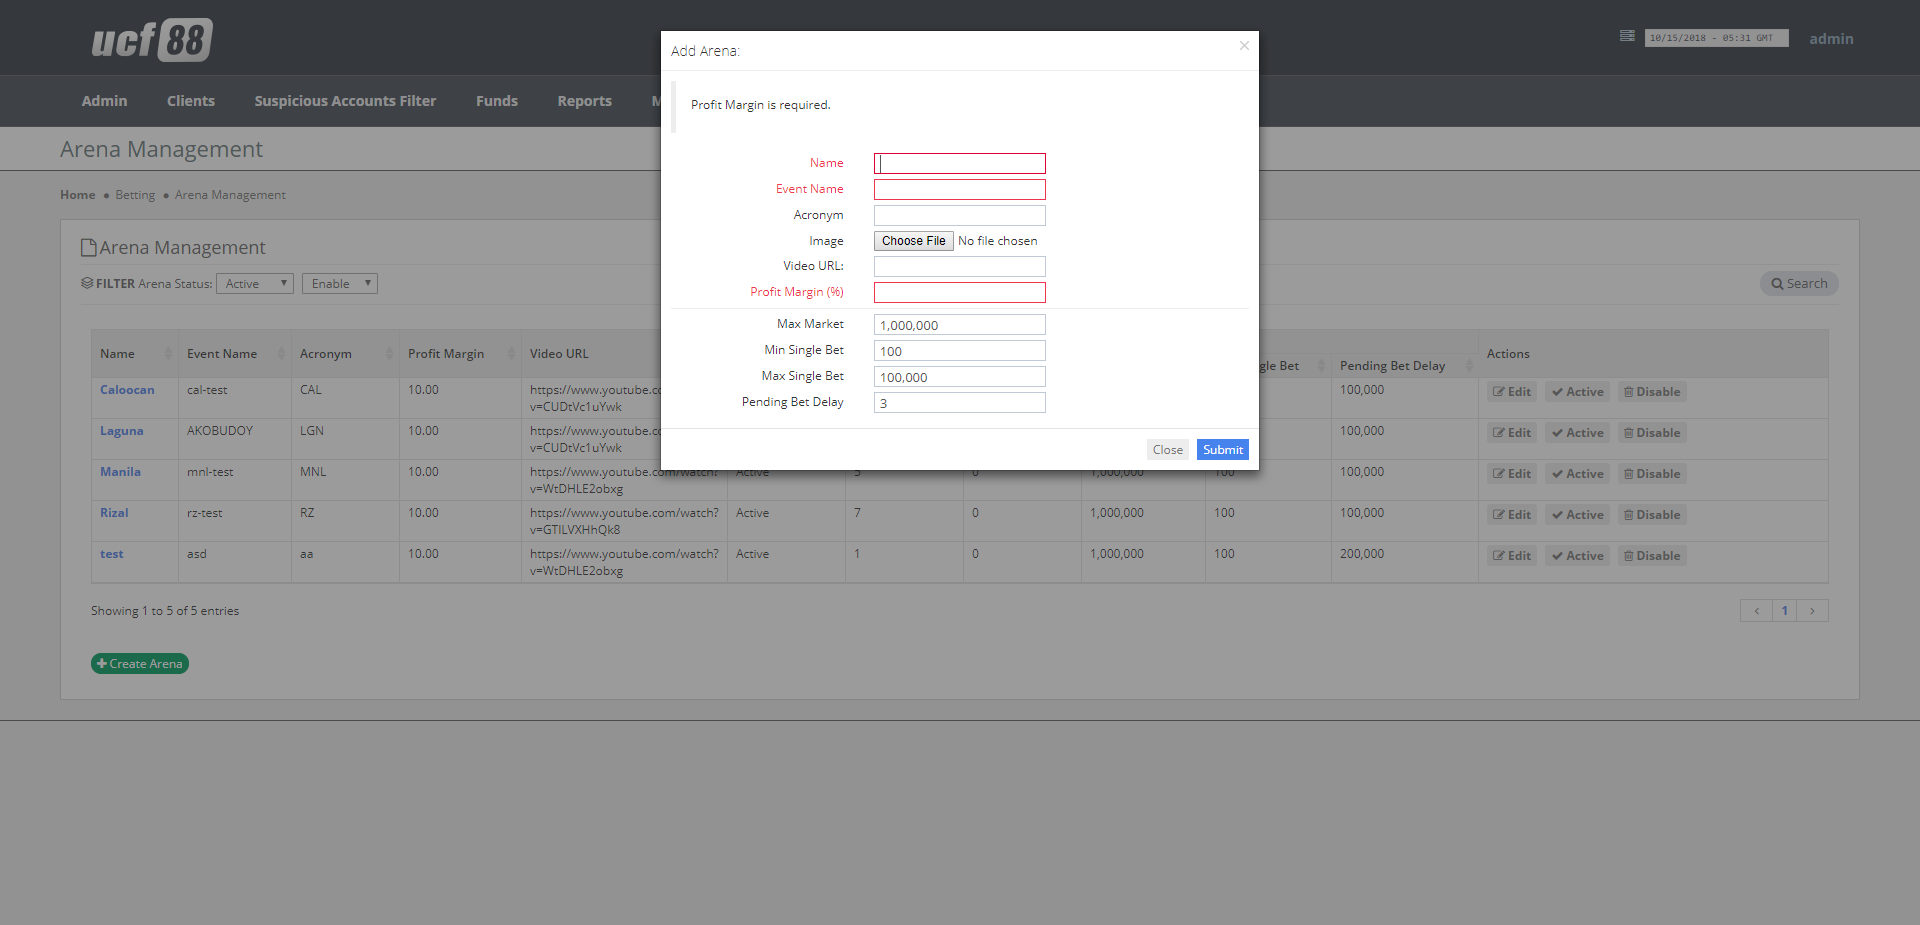 ucf88
10/15/2018 - 05:31 GMT
admin
Admin Clients Suspicious Accounts Filter Funds Reports
Arena Management
Home • Betting • Arena Management
Add Arena: ×
Profit Margin is required.
Name
Event Name
Acronym
Image Choose File No file chosen
Video URL:
Profit Margin (%)
Max Market 1,000,000
Min Single Bet 100
Max Single Bet 100,000
Pending Bet Delay 3
Close Submit
Arena Management
FILTER Arena Status: Active Enable Search
Name Event Name Acronym Profit Margin Video URL Bet Pending Bet Delay Actions
Caloocan cal-test CAL 10.00 100,000 Edit Active Disable
v=CUDtVc1uYwk
Laguna AKOBUDOY LGN 10.00 100,000 Edit Active Disable
v=CUDtVc1uYwk
Manila mnl-test MNL 10.00 https://www.youtube.com/watch? Active 5 0 1,000,000 100 100,000 Edit Active Disable
v=WtDHLE2obxg
Rizal rz-test RZ 10.00 https://www.youtube.com/watch? Active 7 0 1,000,000 100 100,000 Edit Active Disable
v=GTlLVXHhQk8
test asd aa 10.00 https://www.youtube.com/watch? Active 1 0 1,000,000 100 200,000 Edit Active Disable
v=WtDHLE2obxg
Showing 1 to 5 of 5 entries ‹ 1 ›
Create Arena